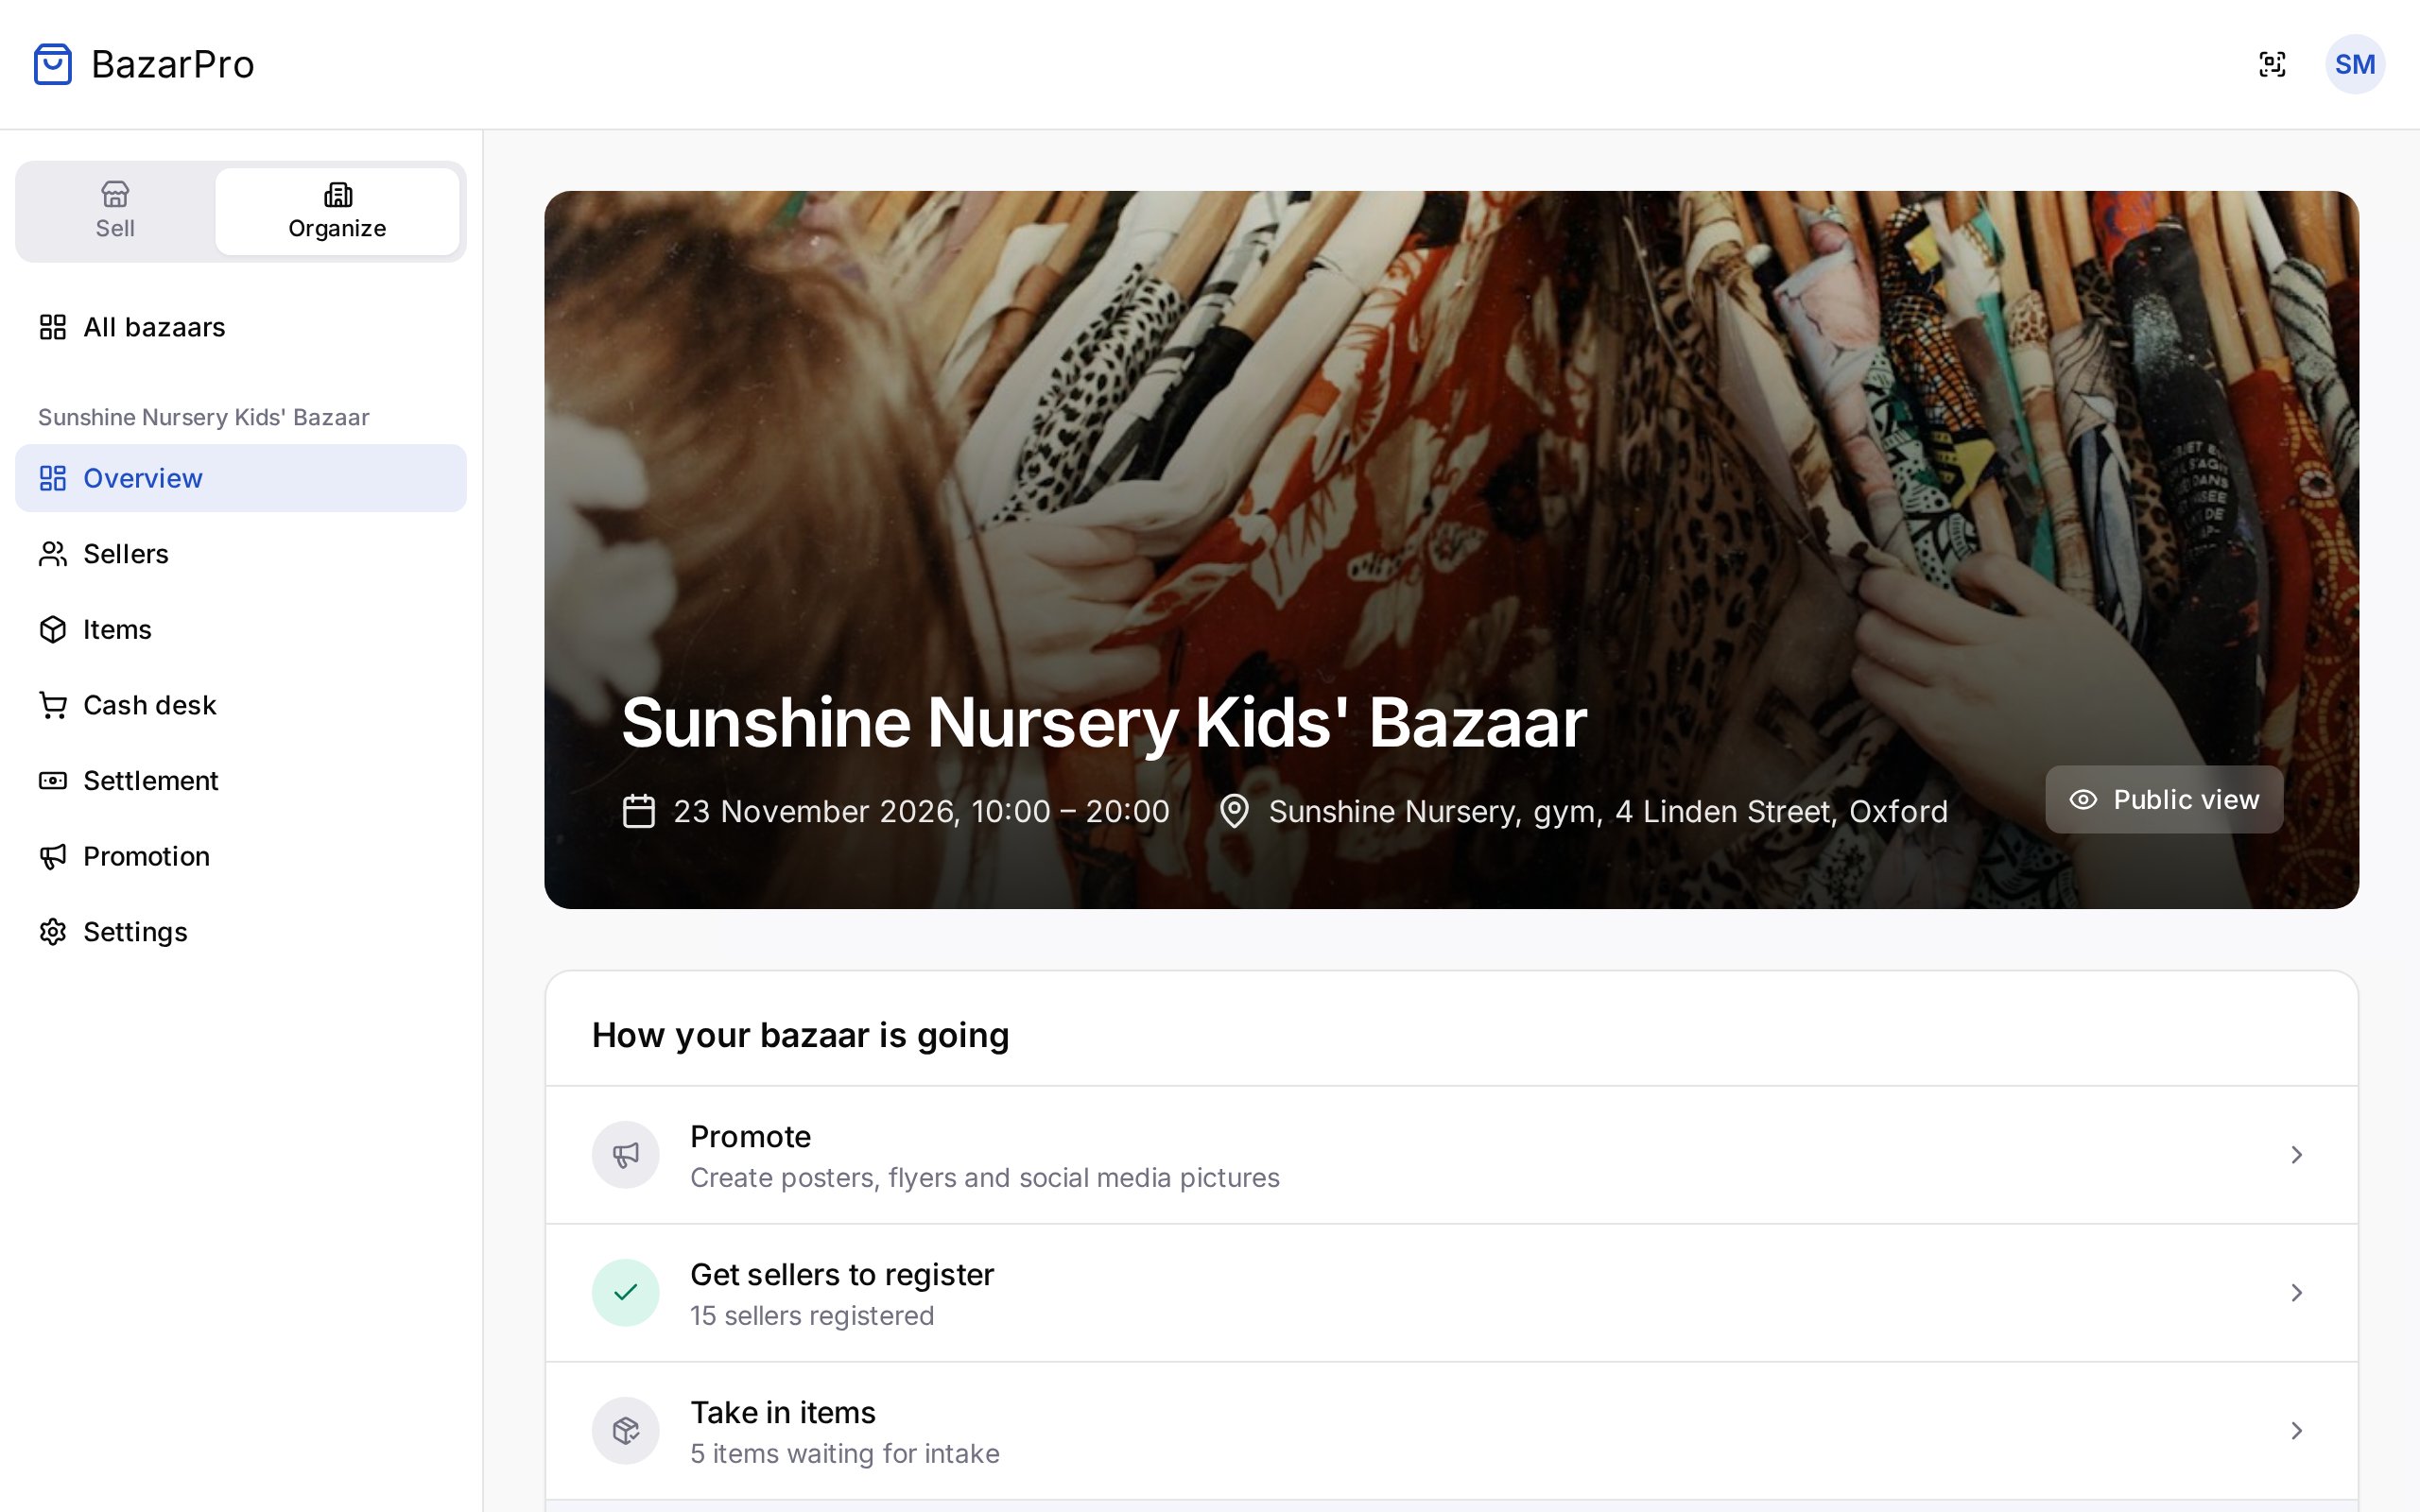 BazarPro
SM
Sell
Organize
All bazaars
Sunshine Nursery Kids' Bazaar
Overview
Sellers
Items
Cash desk
Settlement
Promotion
Settings
Sunshine Nursery Kids' Bazaar
23 November 2026, 10:00 – 20:00
Sunshine Nursery, gym, 4 Linden Street, Oxford
Public view
How your bazaar is going
Promote
Create posters, flyers and social media pictures
Get sellers to register
15 sellers registered
Take in items
5 items waiting for intake